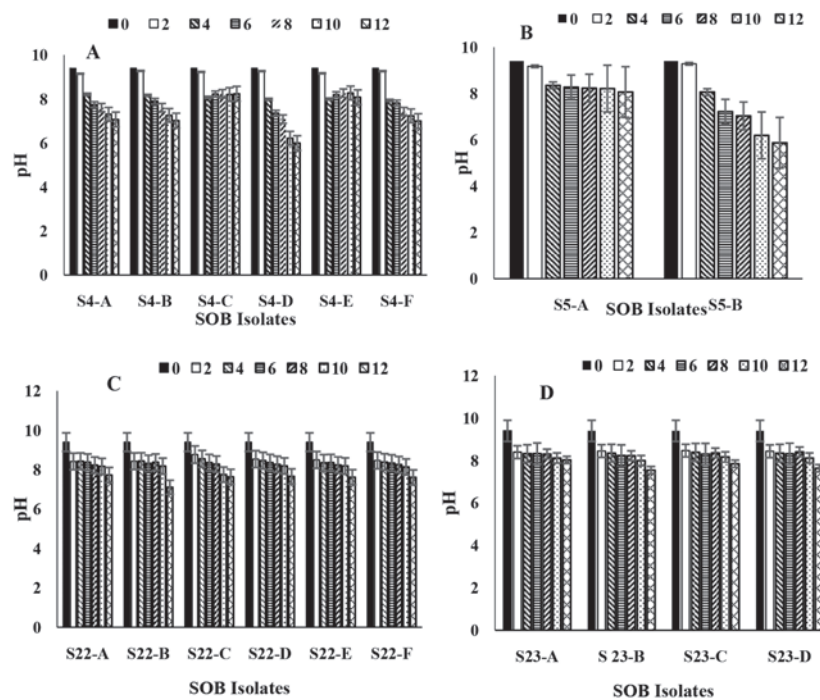 0 2 4 6 8 10 12
A
10
8
6
4
2
0
pH
S4-A S4-B S4-C S4-D S4-E S4-F
SOB Isolates
0 2 4 6 8 10 12
B
10
8
6
4
2
0
pH
S5-A SOB Isolates S5-B
0 2 4 6 8 10 12
C
12
10
8
6
4
2
0
pH
S22-A S22-B S22-C S22-D S22-E S22-F
SOB Isolates
0 2 4 6 8 10 12
D
12
10
8
6
4
2
0
pH
S23-A S 23-B S23-C S23-D
SOB Isolates